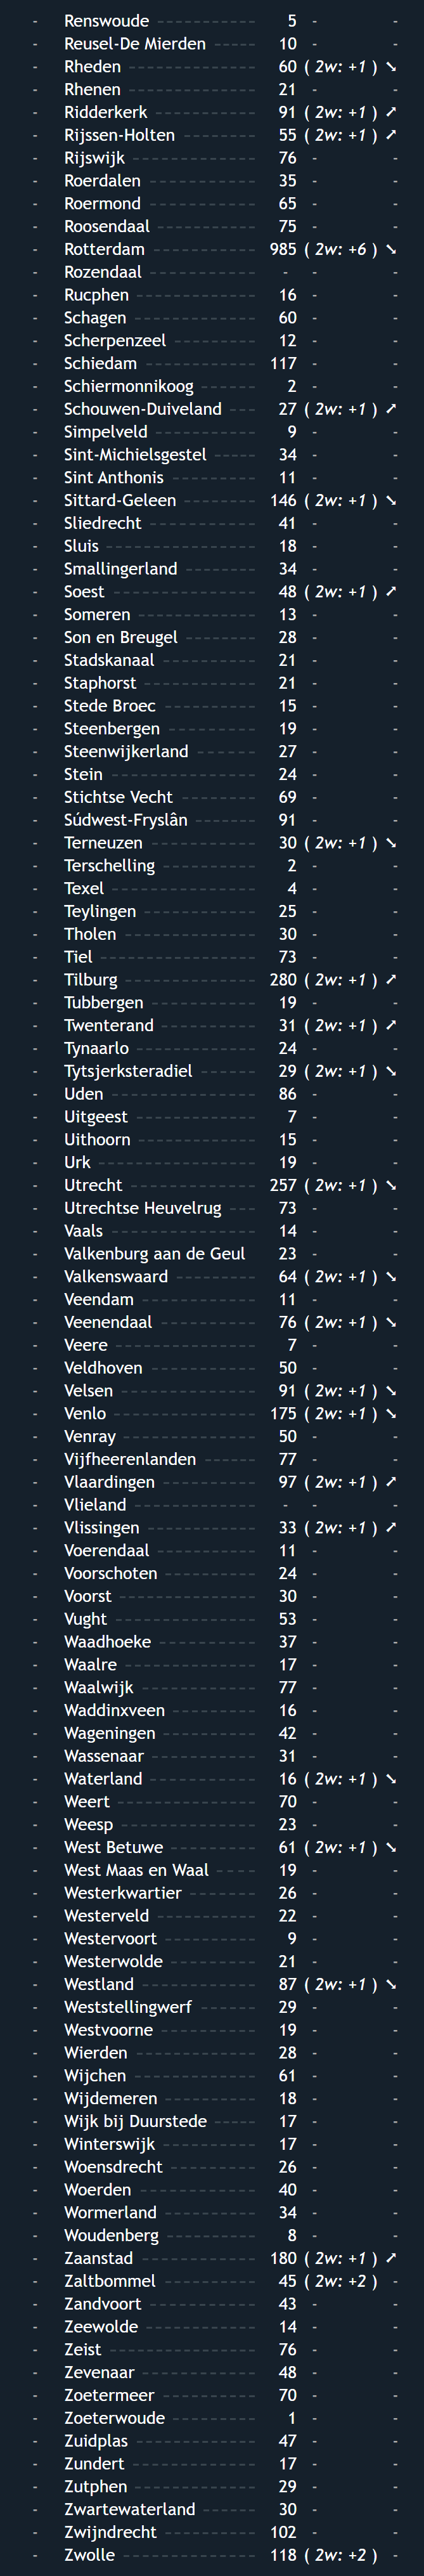 - Renswoude ------------- 5 - -
- Reusel-De Mierden ------- 10 - -
- Rheden --------------- 60 ( 2w: +1 ) ➘
- Rhenen --------------- 21 - -
- Ridderkerk ------------ 91 ( 2w: +1 ) ➚
- Rijssen-Holten ---------- 55 ( 2w: +1 ) ➚
- Rijswijk -------------- 76 - -
- Roerdalen ------------ 35 - -
- Roermond ------------- 65 - -
- Roosendaal ------------ 75 - -
- Rotterdam ------------ 985 ( 2w: +6 ) ➘
- Rozendaal ------------- - - -
- Rucphen ------------- 16 - -
- Schagen -------------- 60 - -
- Scherpenzeel ---------- 12 - -
- Schiedam ------------- 117 - -
- Schiermonnikoog ------- 2 - -
- Schouwen-Duiveland --- 27 ( 2w: +1 ) ➚
- Simpelveld ------------ 9 - -
- Sint-Michielsgestel ----- 34 - -
- Sint Anthonis ---------- 11 - -
- Sittard-Geleen --------- 146 ( 2w: +1 ) ➘
- Sliedrecht ------------ 41 - -
- Sluis ----------------- 18 - -
- Smallingerland --------- 34 - -
- Soest ---------------- 48 ( 2w: +1 ) ➚
- Someren ------------- 13 - -
- Son en Breugel --------- 28 - -
- Stadskanaal ----------- 21 - -
- Staphorst ------------- 21 - -
- Stede Broec ----------- 15 - -
- Steenbergen ---------- 19 - -
- Steenwijkerland ------- 27 - -
- Stein ---------------- 24 - -
- Stichtse Vecht --------- 69 - -
- Súdwest-Fryslân ------- 91 - -
- Terneuzen ------------ 30 ( 2w: +1 ) ➘
- Terschelling ----------- 2 - -
- Texel ---------------- 4 - -
- Teylingen ------------- 25 - -
- Tholen --------------- 30 - -
- Tiel ------------------ 73 - -
- Tilburg --------------- 280 ( 2w: +1 ) ➚
- Tubbergen ------------ 19 - -
- Twenterand ----------- 31 ( 2w: +1 ) ➚
- Tynaarlo ------------- 24 - -
- Tytsjerksteradiel ------ 29 ( 2w: +1 ) ➘
- Uden ---------------- 86 - -
- Uitgeest -------------- 7 - -
- Uithoorn ------------- 15 - -
- Urk ------------------ 19 - -
- Utrecht -------------- 257 ( 2w: +1 ) ➘
- Utrechtse Heuvelrug --- 73 - -
- Vaals ---------------- 14 - -
- Valkenburg aan de Geul 23 - -
- Valkenswaard --------- 64 ( 2w: +1 ) ➘
- Veendam ------------- 11 - -
- Veenendaal ----------- 76 ( 2w: +1 ) ➘
- Veere ---------------- 7 - -
- Veldhoven ------------ 50 - -
- Velsen --------------- 91 ( 2w: +1 ) ➘
- Venlo ---------------- 175 ( 2w: +1 ) ➘
- Venray --------------- 50 - -
- Vijfheerenlanden ------ 77 - -
- Vlaardingen ----------- 97 ( 2w: +1 ) ➚
- Vlieland -------------- - - -
- Vlissingen ------------ 33 ( 2w: +1 ) ➚
- Voerendaal ----------- 11 - -
- Voorschoten ---------- 24 - -
- Voorst --------------- 30 - -
- Vught ---------------- 53 - -
- Waadhoeke ----------- 37 - -
- Waalre --------------- 17 - -
- Waalwijk ------------- 77 - -
- Waddinxveen ---------- 16 - -
- Wageningen ----------- 42 - -
- Wassenaar ------------ 31 - -
- Waterland ------------ 16 ( 2w: +1 ) ➘
- Weert --------------- 70 - -
- Weesp --------------- 23 - -
- West Betuwe ---------- 61 ( 2w: +1 ) ➘
- West Maas en Waal ---- 19 - -
- Westerkwartier -------- 26 - -
- Westerveld ----------- 22 - -
- Westervoort ---------- 9 - -
- Westerwolde ---------- 21 - -
- Westland ------------- 87 ( 2w: +1 ) ➘
- Weststellingwerf ------ 29 - -
- Westvoorne ----------- 19 - -
- Wierden ------------- 28 - -
- Wijchen -------------- 61 - -
- Wijdemeren ---------- 18 - -
- Wijk bij Duurstede ----- 17 - -
- Winterswijk ----------- 17 - -
- Woensdrecht ---------- 26 - -
- Woerden ------------- 40 - -
- Wormerland ---------- 34 - -
- Woudenberg ---------- 8 - -
- Zaanstad ------------- 180 ( 2w: +1 ) ➚
- Zaltbommel ----------- 45 ( 2w: +2 ) -
- Zandvoort ------------ 43 - -
- Zeewolde ------------- 14 - -
- Zeist ---------------- 76 - -
- Zevenaar ------------- 48 - -
- Zoetermeer ----------- 70 - -
- Zoeterwoude ---------- 1 - -
- Zuidplas -------------- 47 - -
- Zundert -------------- 17 - -
- Zutphen -------------- 29 - -
- Zwartewaterland ------ 30 - -
- Zwijndrecht ----------- 102 - -
- Zwolle --------------- 118 ( 2w: +2 ) -